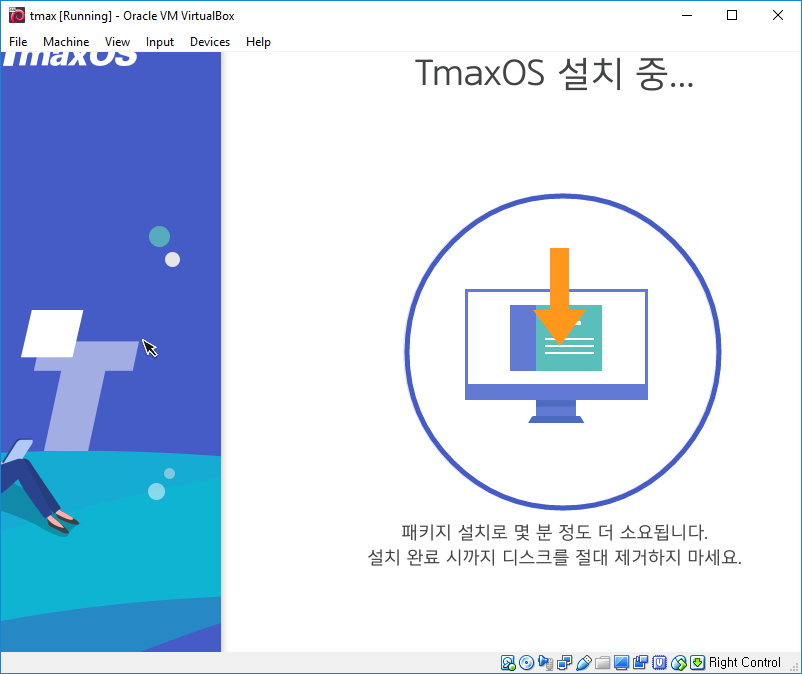 tmax [Running] - Oracle VM VirtualBox
File Machine View Input Devices Help
TmaxOS
TmaxOS 설치 중...
패키지 설치로 몇 분 정도 더 소요됩니다.
설치 완료 시까지 디스크를 절대 제거하지 마세요.
Right Control